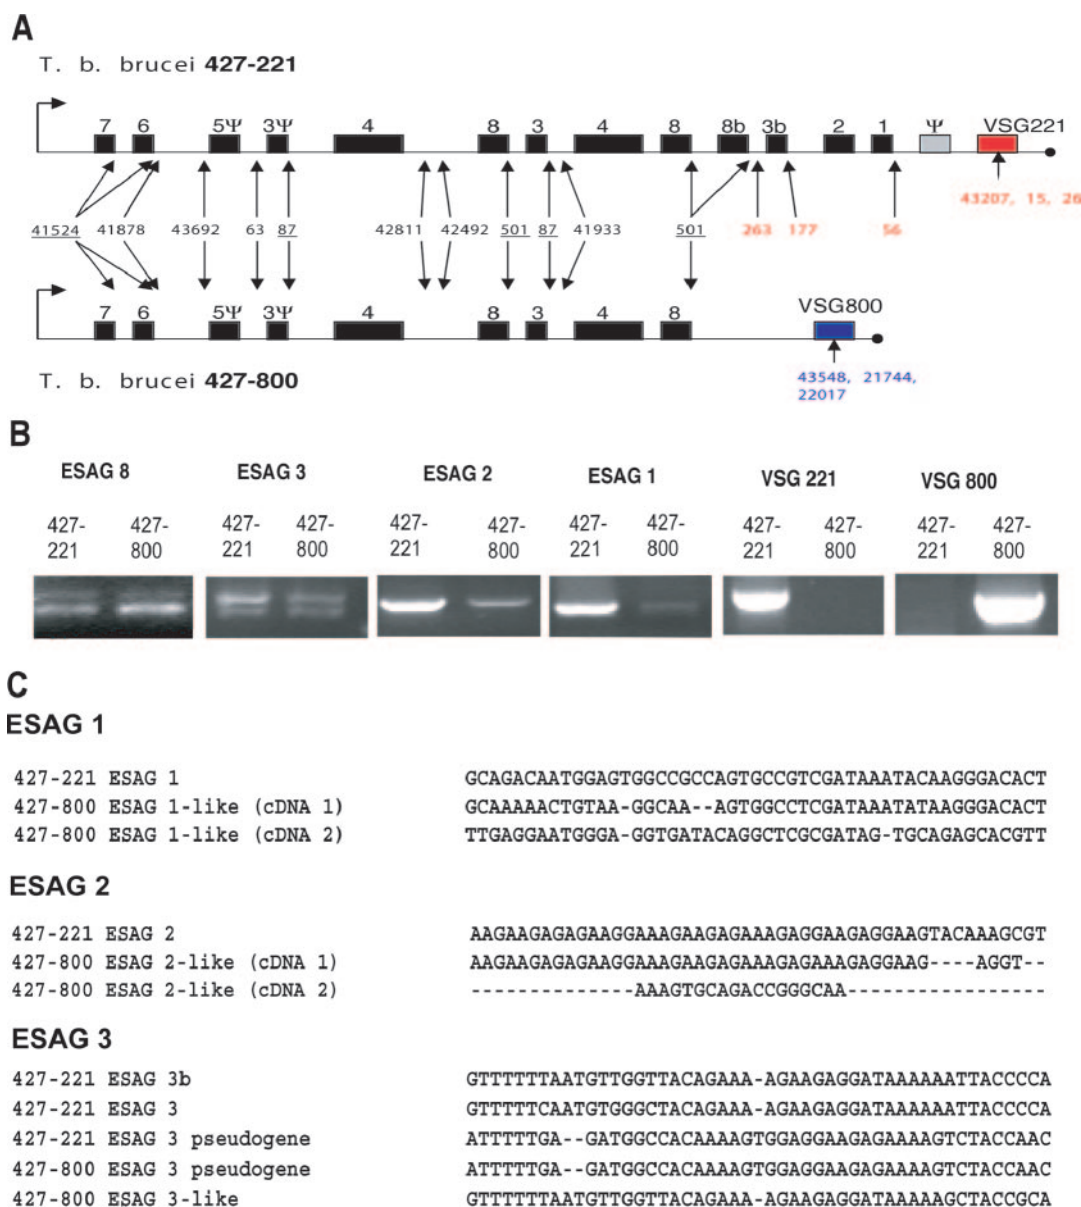 A
T. b. brucei 427-221
7 6 5Ψ 3Ψ 4 8 3 4 8 8b 3b 2 1 Ψ VSG221
43207, 15, 26
41524 41878 43692 63 87 42811 42492 501 87 41933 501 263 177 56
7 6 5Ψ 3Ψ 4 8 3 4 8 VSG800
T. b. brucei 427-800
43548, 21744,
22017
B
ESAG 8 ESAG 3 ESAG 2 ESAG 1 VSG 221 VSG 800
427- 427- 427- 427- 427- 427- 427- 427- 427- 427- 427- 427-
221 800 221 800 221 800 221 800 221 800 221 800
C
ESAG 1
427-221 ESAG 1 GCAGACAATGGAGTGGCCGCCAGTGCCGTCGATAAATACAAGGGACACT
427-800 ESAG 1-like (cDNA 1) GCAAAAACTGTAA-GGCAA--AGTGGCCTCGATAAATATAAGGGACACT
427-800 ESAG 1-like (cDNA 2) TTGAGGAATGGGA-GGTGATACAGGCTCGCGATAG-TGCAGAGCACGTT
ESAG 2
427-221 ESAG 2 AAGAAGAGAGAAGGAAAGAAGAGAAAGAGGAAGAGGAAGTACAAAGCGT
427-800 ESAG 2-like (cDNA 1) AAGAAGAGAGAAGGAAAGAAGAGAAAGAGAAAGAGGAAG----AGGT--
427-800 ESAG 2-like (cDNA 2) --------------AAAGTGCAGACCGGGCAA-----------------
ESAG 3
427-221 ESAG 3b GTTTTTTAATGTTGGTTACAGAAA-AGAAGAGGATAAAAAATTACCCCA
427-221 ESAG 3 GTTTTTCAATGTGGGCTACAGAAA-AGAAGAGGATAAAAAATTACCCCA
427-221 ESAG 3 pseudogene ATTTTTGA--GATGGCCACAAAAGTGGAGGAAGAGAAAAGTCTACCAAC
427-800 ESAG 3 pseudogene ATTTTTGA--GATGGCCACAAAAGTGGAGGAAGAGAAAAGTCTACCAAC
427-800 ESAG 3-like GTTTTTTAATGTTGGTTACAGAAA-AGAAGAGGATAAAAAGCTACCGCA